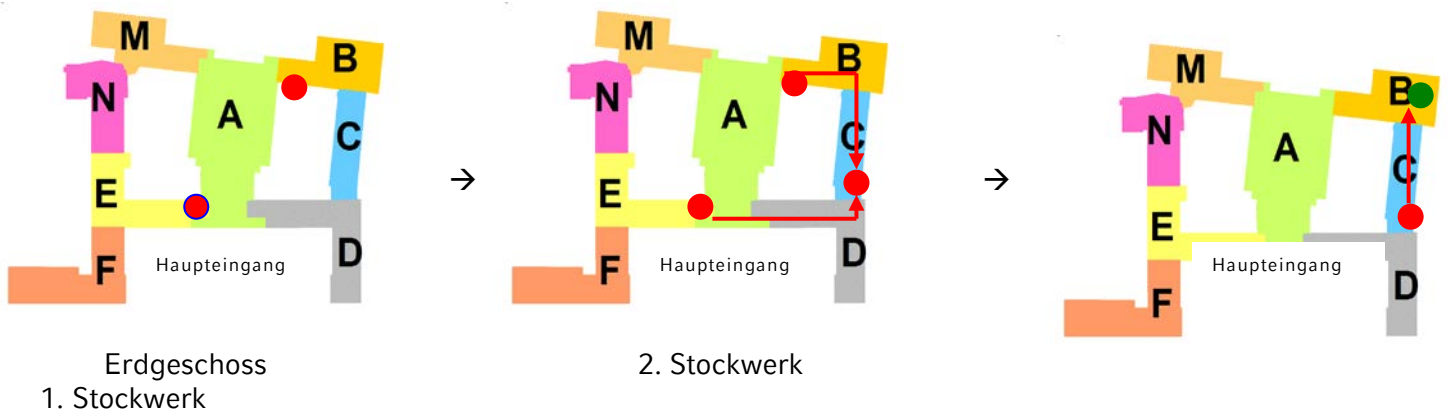 M
B
N
A
C
E
D
F
Haupteingang
→
M
B
N
A
C
E
D
F
Haupteingang
→
M
B
N
A
C
E
D
F
Haupteingang
Erdgeschoss
1. Stockwerk
2. Stockwerk